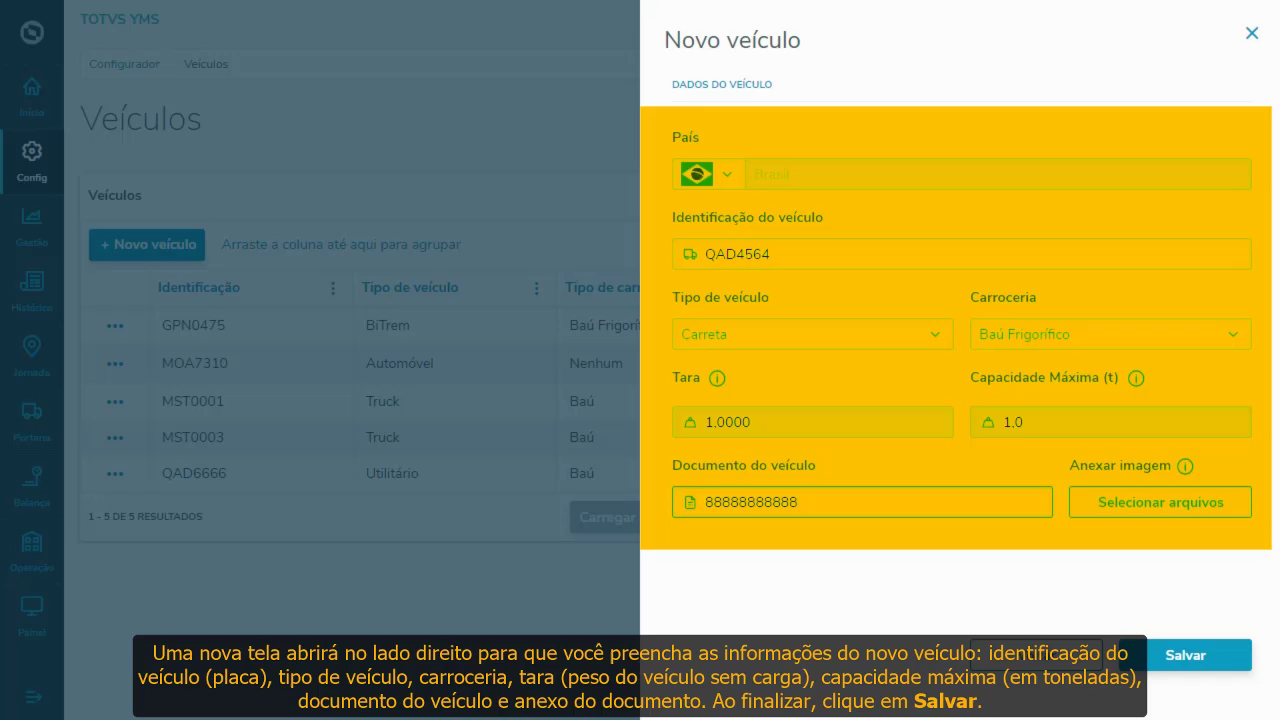 TOTVS YMS
Configurador Veículos
Veículos
Início
Config
Gestão
Histórico
Jornada
Portaria
Balança
Operação
Painel
Veículos
+ Novo veículo Arraste a coluna até aqui para agrupar
Identificação Tipo de veículo Tipo de carr
GPN0475 BiTrem Baú Frigorífi
MOA7310 Automóvel Nenhum
MST0001 Truck Baú
MST0003 Truck Baú
QAD6666 Utilitário Baú
1 - 5 DE 5 RESULTADOS Carregar
Novo veículo
DADOS DO VEÍCULO
País
Brasil
Identificação do veículo
QAD4564
Tipo de veículo Carroceria
Carreta Baú Frigorífico
Tara Capacidade Máxima (t)
1,0000 1,0
Documento do veículo Anexar imagem
88888888888 Selecionar arquivos
Salvar
Uma nova tela abrirá no lado direito para que você preencha as informações do novo veículo: identificação do
veículo (placa), tipo de veículo, carroceria, tara (peso do veículo sem carga), capacidade máxima (em toneladas),
documento do veículo e anexo do documento. Ao finalizar, clique em Salvar.